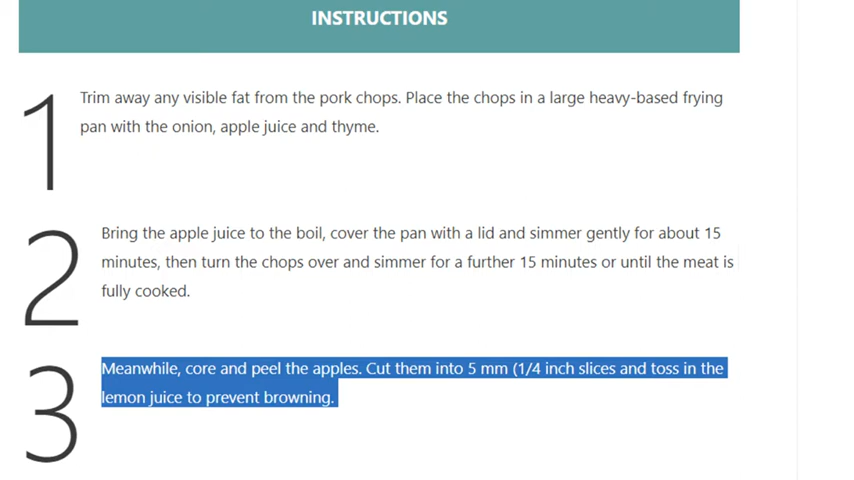 INSTRUCTIONS
1
Trim away any visible fat from the pork chops. Place the chops in a large heavy-based frying
pan with the onion, apple juice and thyme.
2
Bring the apple juice to the boil, cover the pan with a lid and simmer gently for about 15
minutes, then turn the chops over and simmer for a further 15 minutes or until the meat is
fully cooked.
3
Meanwhile, core and peel the apples. Cut them into 5 mm (1/4 inch slices and toss in the
lemon juice to prevent browning.